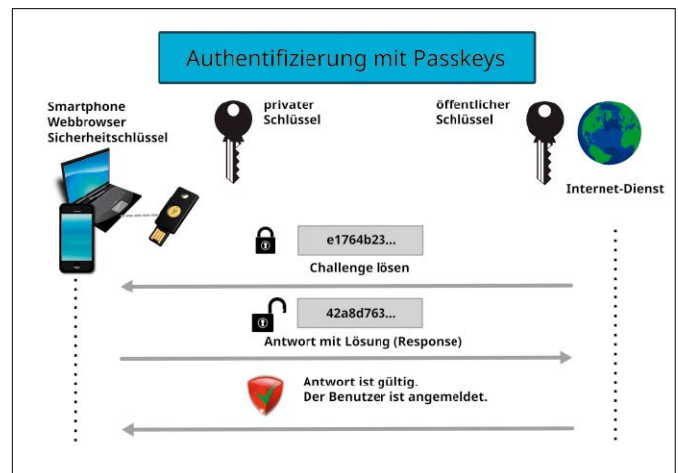 Authentifizierung mit Passkeys
Smartphone
Webbrowser
Sicherheitschlüssel
privater
Schlüssel
öffentlicher
Schlüssel
Internet-Dienst
e1764b23...
Challenge lösen
42a8d763...
Antwort mit Lösung (Response)
Antwort ist gültig.
Der Benutzer ist angemeldet.